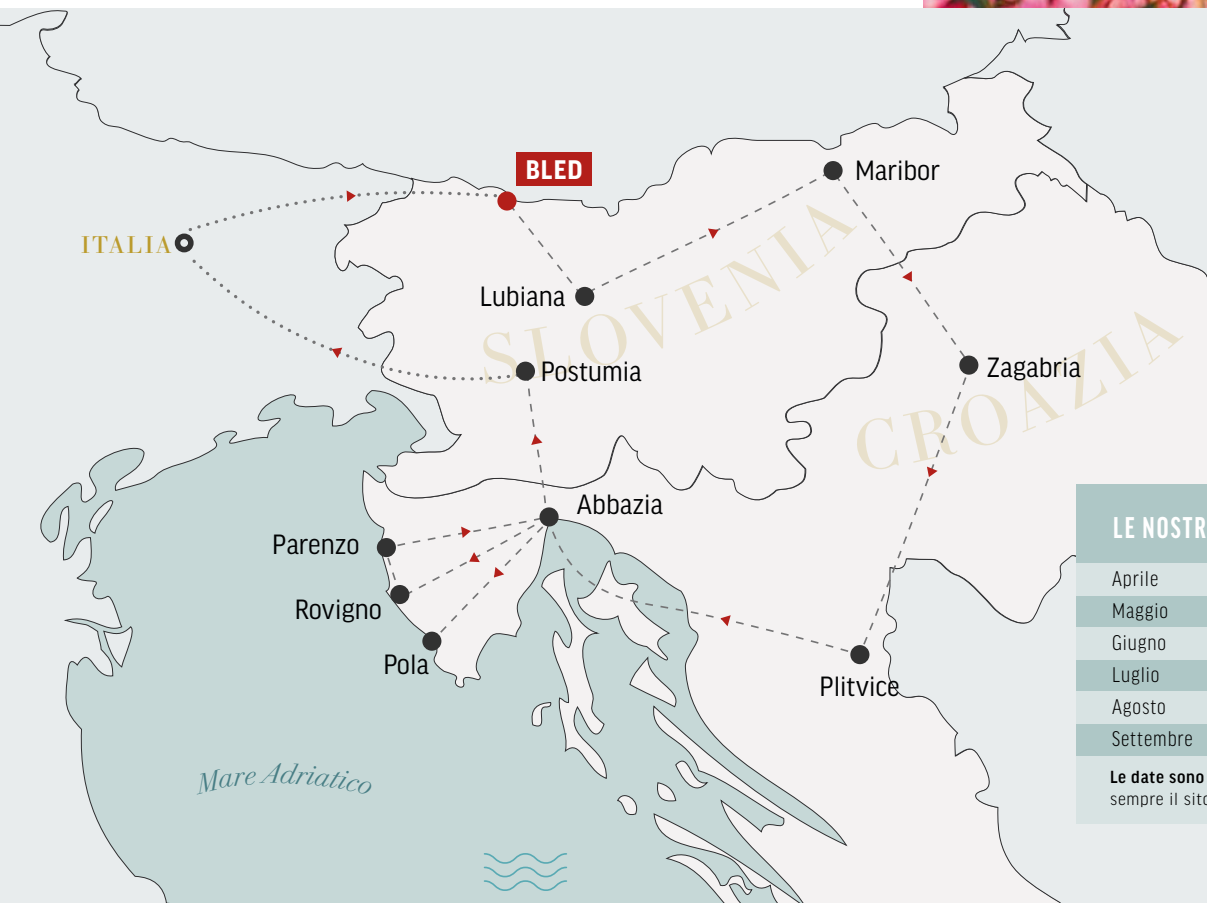 BLED
Maribor
ITALIA
Lubiana
SLOVENIA
Postumia
Zagabria
CROAZIA
Abbazia
Parenzo
Rovigno
Pola
Plitvice
Mare Adriatico
LE NOSTR
Aprile
Maggio
Giugno
Luglio
Agosto
Settembre
Le date sono
sempre il sito